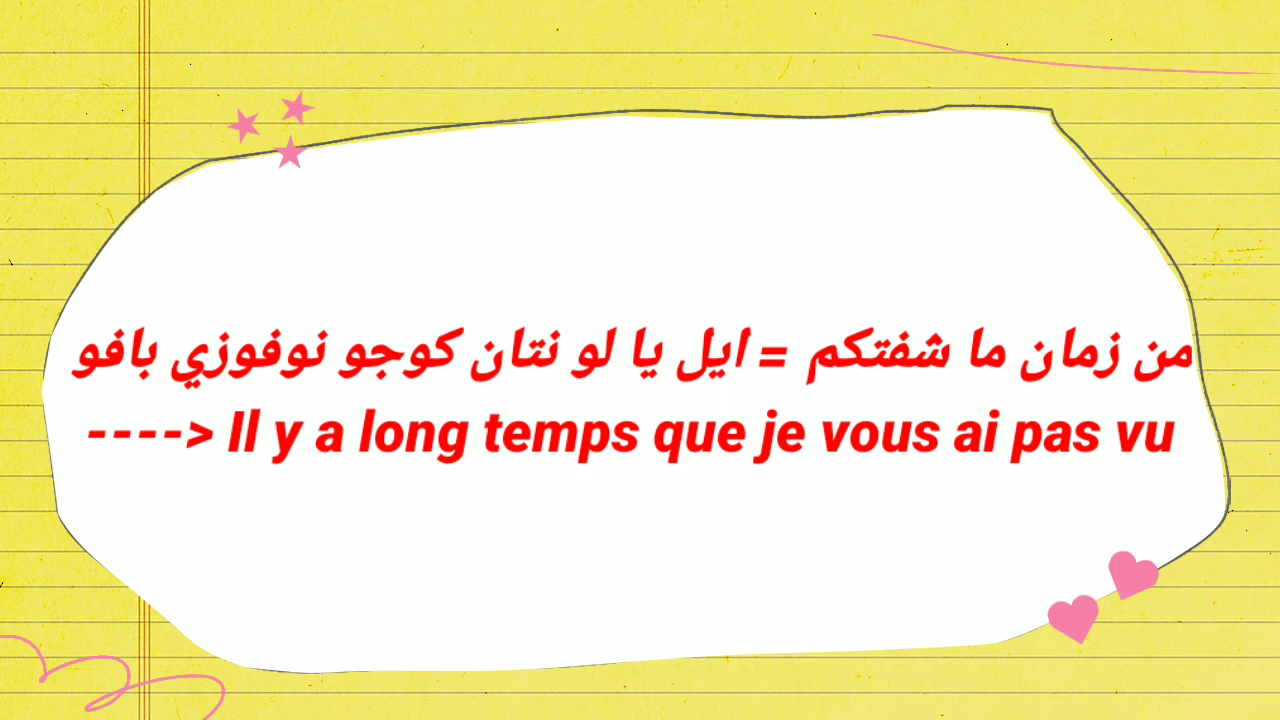 من زمان ما شفتكم = ايل يا لو نتان كوجو نوفوزي بافو
----> Il y a long temps que je vous ai pas vu